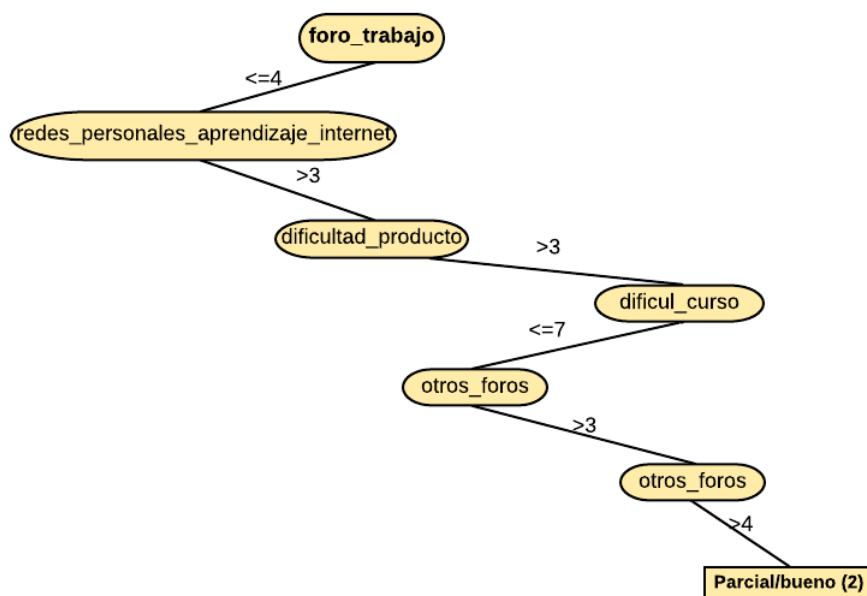 foro_trabajo
<=4
redes_personales_aprendizaje_internet
>3
dificultad_producto
>3
dificul_curso
<=7
otros_foros
>3
otros_foros
>4
Parcial/bueno (2)